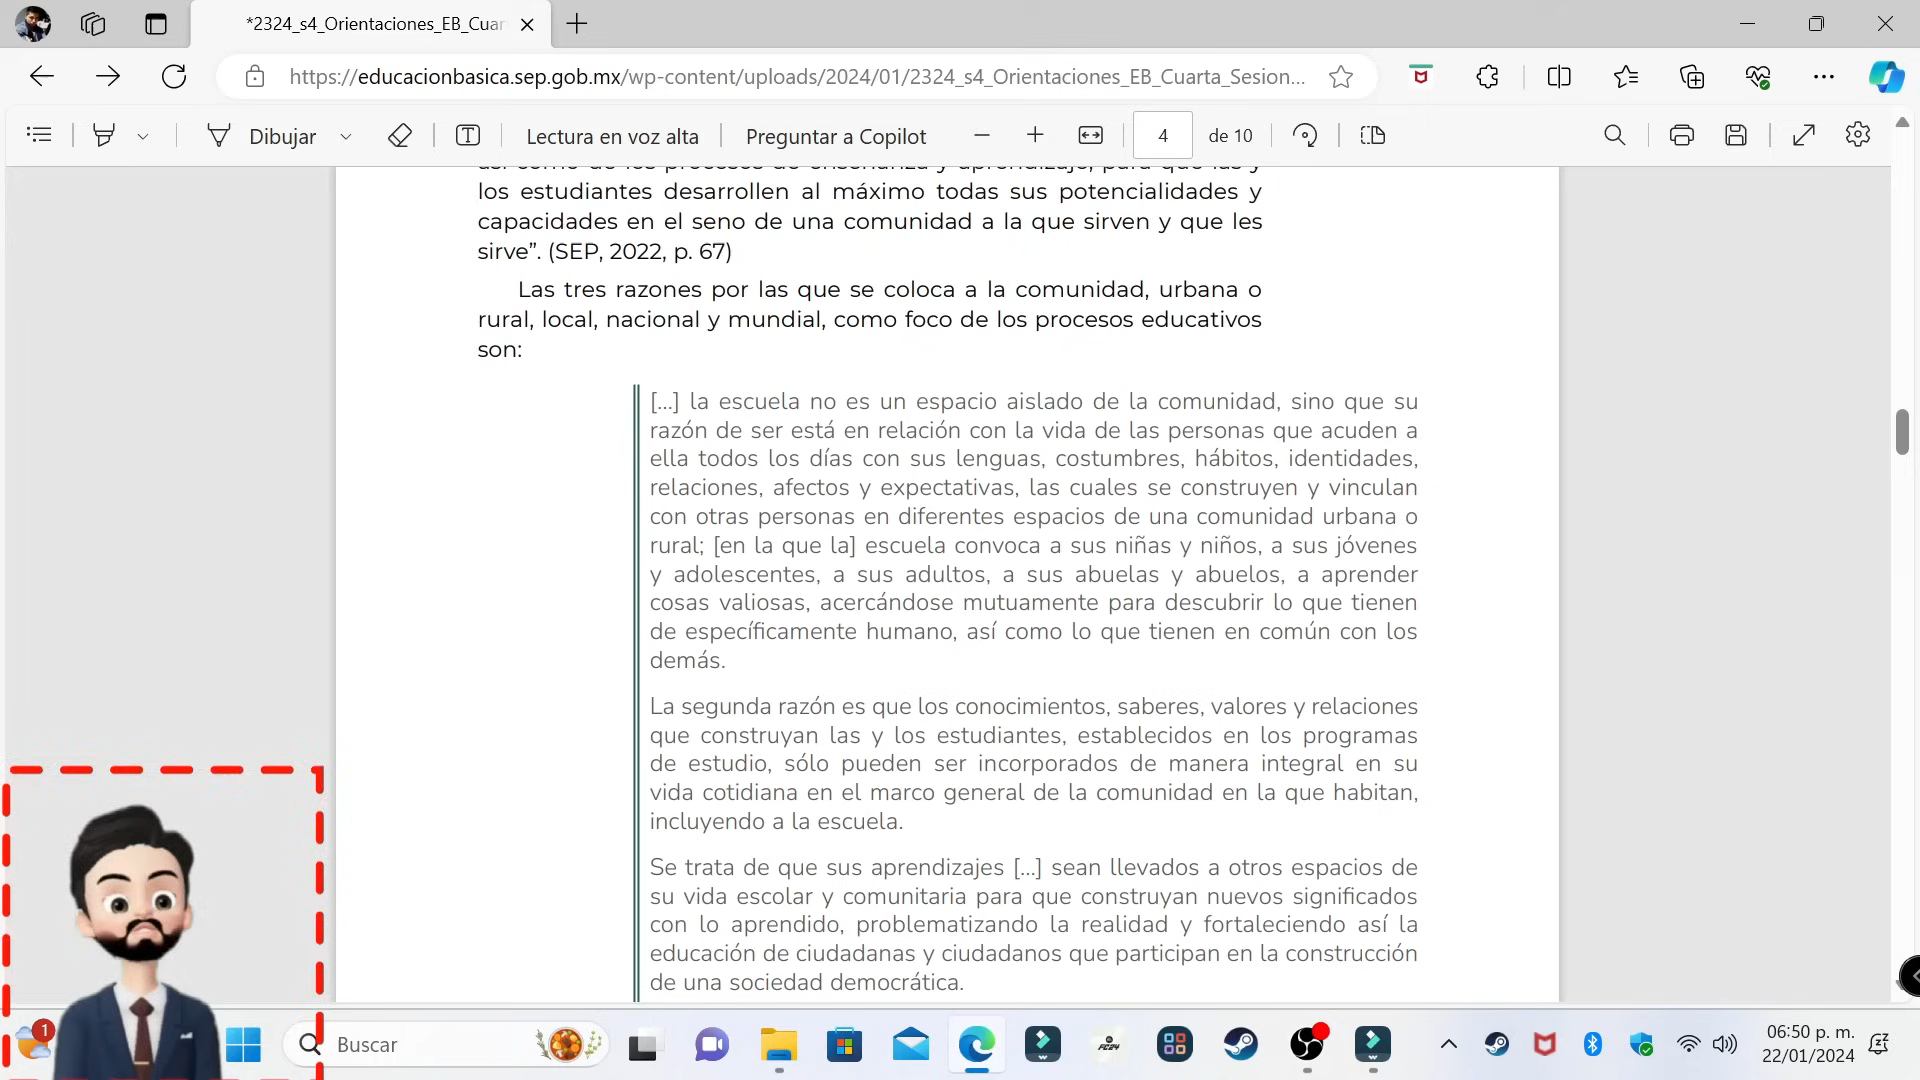 *2324_s4_Orientaciones_EB_Cuar
https://educacionbasica.sep.gob.mx/wp-content/uploads/2024/01/2324_s4_Orientaciones_EB_Cuarta_Sesion...
Dibujar
Lectura en voz alta
Preguntar a Copilot
4
de 10
así como de los procesos de enseñanza y aprendizaje, para que las y
los estudiantes desarrollen al máximo todas sus potencialidades y
capacidades en el seno de una comunidad a la que sirven y que les
sirve”. (SEP, 2022, p. 67)
Las tres razones por las que se coloca a la comunidad, urbana o
rural, local, nacional y mundial, como foco de los procesos educativos
son:
[...] la escuela no es un espacio aislado de la comunidad, sino que su
razón de ser está en relación con la vida de las personas que acuden a
ella todos los días con sus lenguas, costumbres, hábitos, identidades,
relaciones, afectos y expectativas, las cuales se construyen y vinculan
con otras personas en diferentes espacios de una comunidad urbana o
rural; [en la que la] escuela convoca a sus niñas y niños, a sus jóvenes
y adolescentes, a sus adultos, a sus abuelas y abuelos, a aprender
cosas valiosas, acercándose mutuamente para descubrir lo que tienen
de específicamente humano, así como lo que tienen en común con los
demás.
La segunda razón es que los conocimientos, saberes, valores y relaciones
que construyan las y los estudiantes, establecidos en los programas
de estudio, sólo pueden ser incorporados de manera integral en su
vida cotidiana en el marco general de la comunidad en la que habitan,
incluyendo a la escuela.
Se trata de que sus aprendizajes [...] sean llevados a otros espacios de
su vida escolar y comunitaria para que construyan nuevos significados
con lo aprendido, problematizando la realidad y fortaleciendo así la
educación de ciudadanas y ciudadanos que participan en la construcción
de una sociedad democrática.
1
Buscar
FC24
06:50 p. m.
22/01/2024